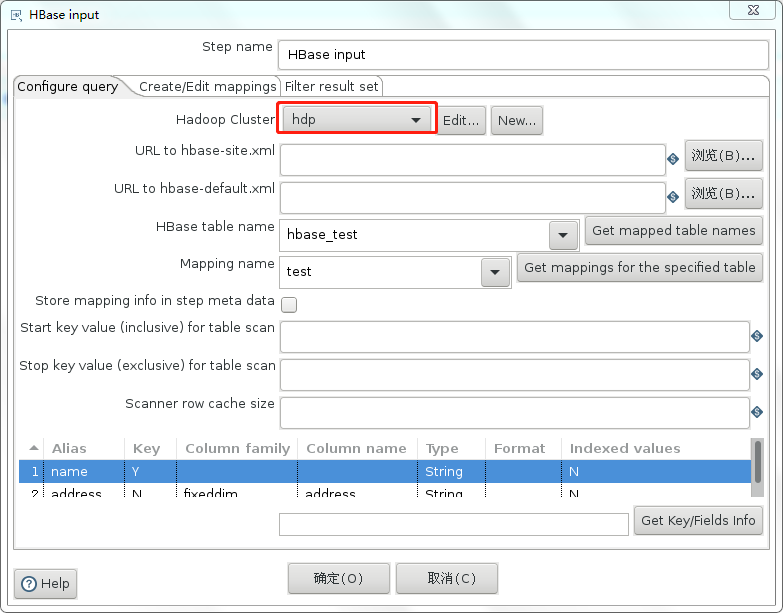 HBase input
Step name HBase input
Configure query Create/Edit mappings Filter result set
Hadoop Cluster hdp Edit... New...
URL to hbase-site.xml 浏览(B)...
URL to hbase-default.xml 浏览(B)...
HBase table name hbase_test Get mapped table names
Mapping name test Get mappings for the specified table
Store mapping info in step meta data
Start key value (inclusive) for table scan
Stop key value (exclusive) for table scan
Scanner row cache size
Alias Key Column family Column name Type Format Indexed values
1 name Y String N
2 address N fixeddim address String N
Get Key/Fields Info
Help 确定(O) 取消(C)